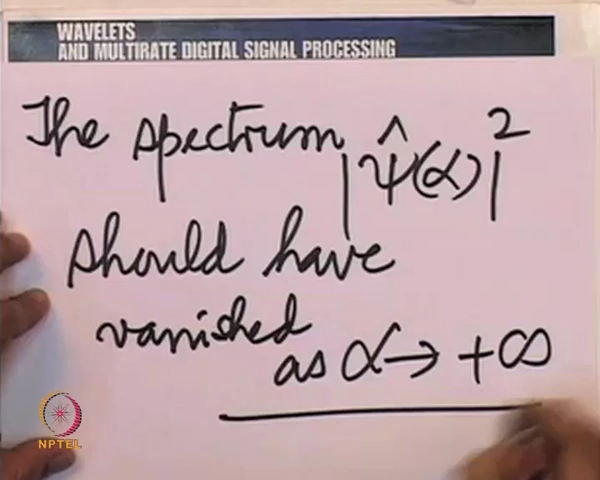 WAVELETS
AND MULTIRATE DIGITAL SIGNAL PROCESSING
The spectrum |ψ̂(α)|²
should have
vanished
as α → +∞
NPTEL